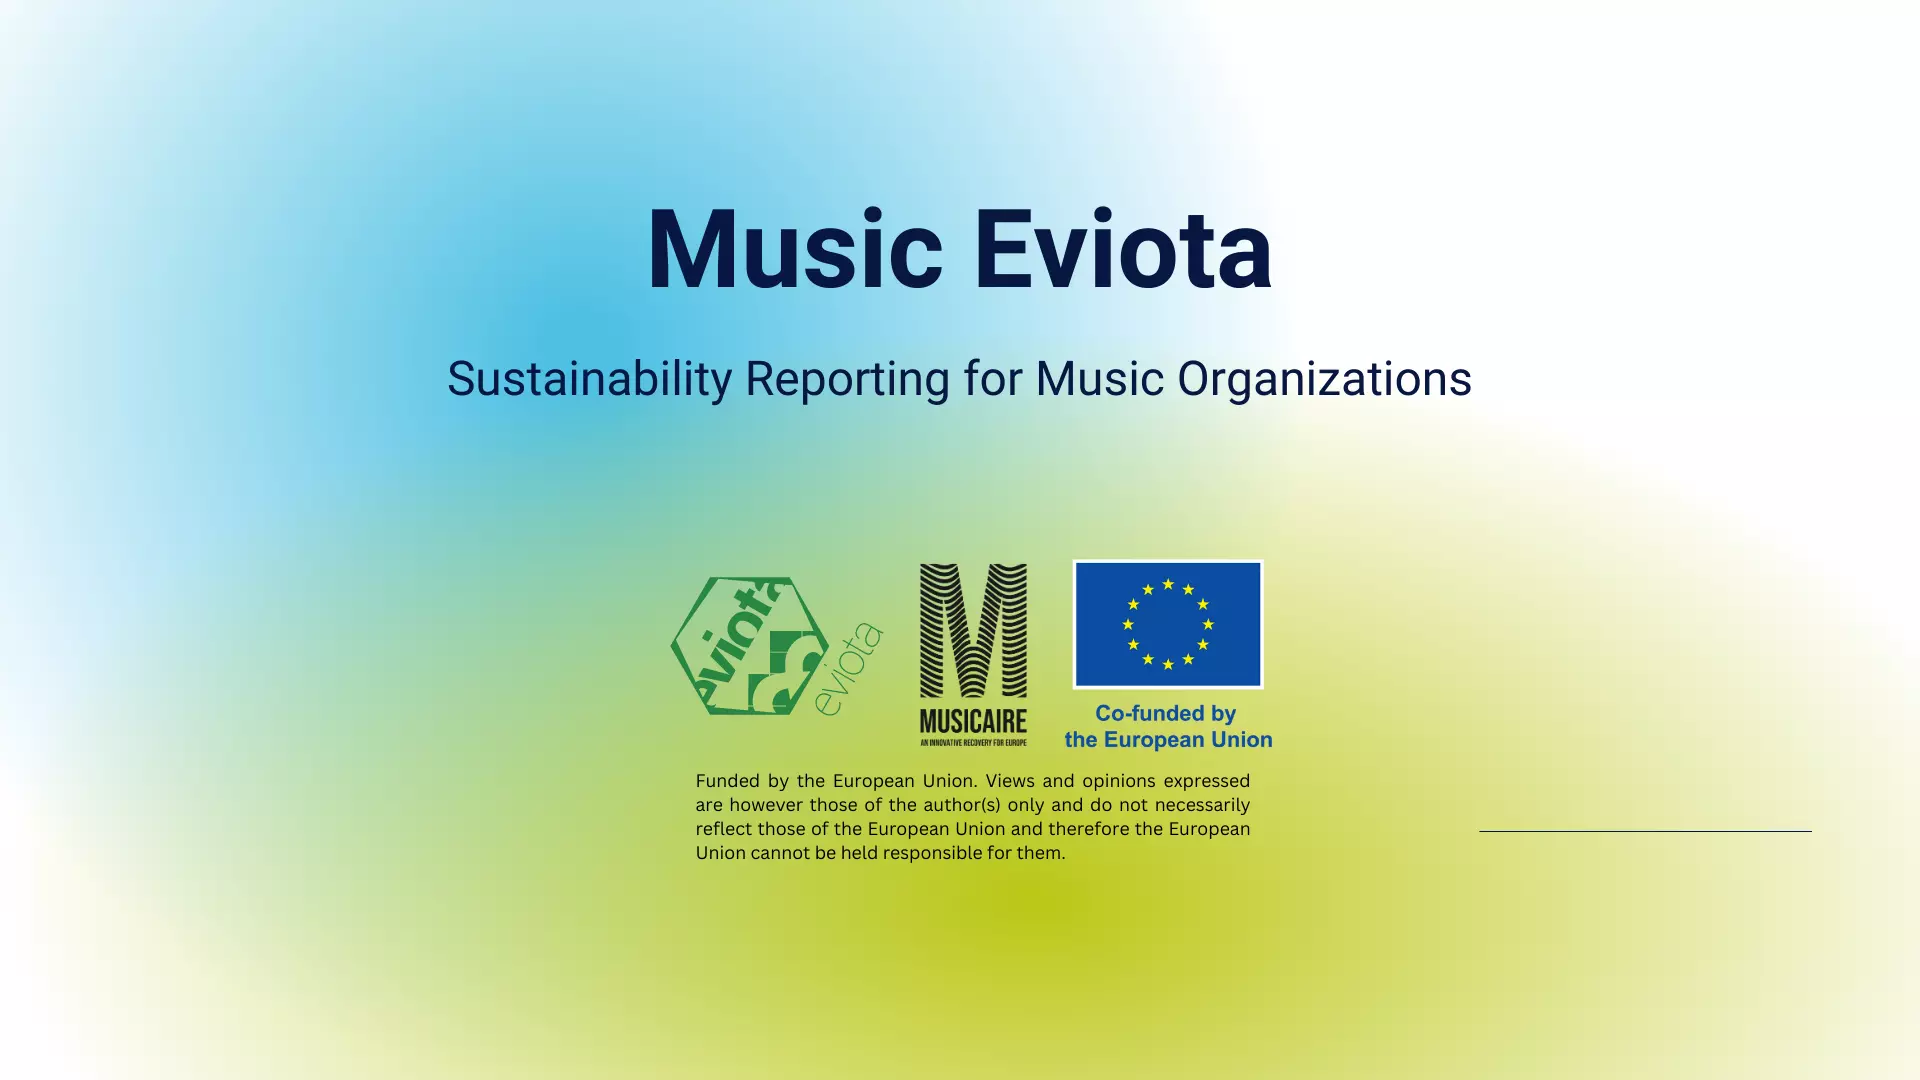 Music Eviota
Sustainability Reporting for Music Organizations
eviota
eviota
MUSICAIRE
AN INNOVATIVE RECOVERY FOR EUROPE
Co-funded by
the European Union
Funded by the European Union. Views and opinions expressed
are however those of the author(s) only and do not necessarily
reflect those of the European Union and therefore the European
Union cannot be held responsible for them.